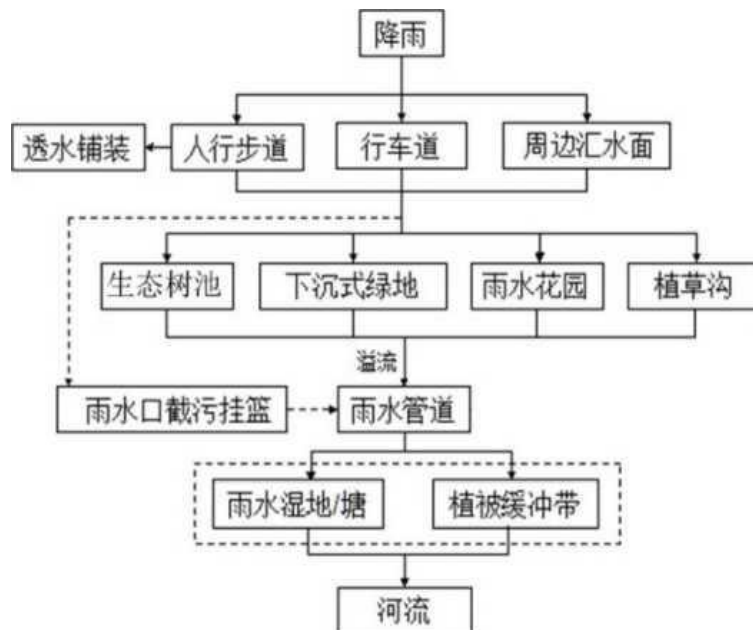 降雨
透水铺装
人行步道
行车道
周边汇水面
生态树池
下沉式绿地
雨水花园
植草沟
溢流
雨水口截污挂篮
雨水管道
雨水湿地/塘
植被缓冲带
河流